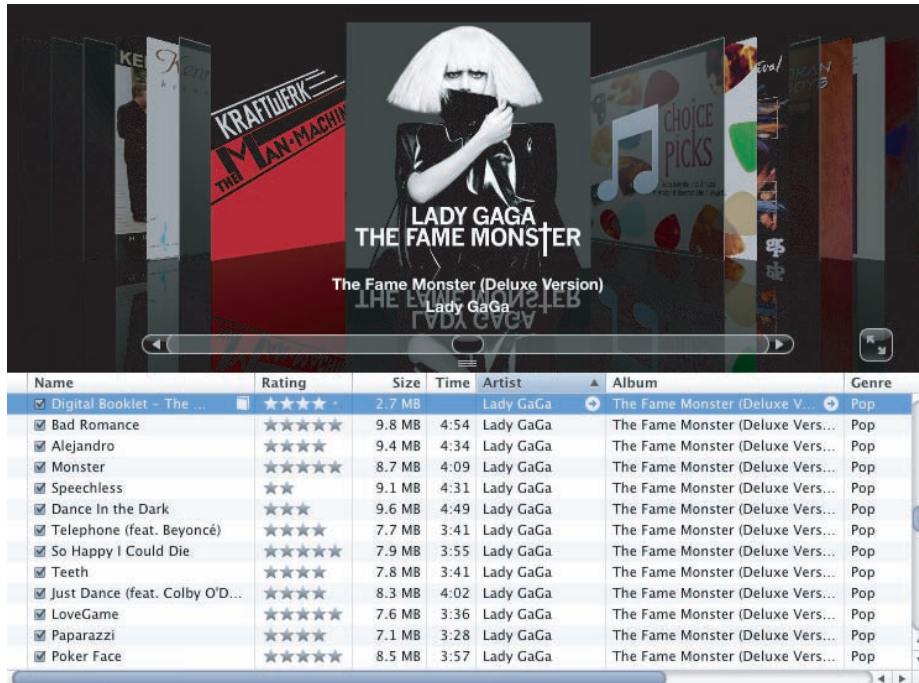 KE
Kenn
KRAFTWERK
THE MAN·MACHINE
LADY GAGA
THE FAME MONSTER
CHOICE
PICKS
The Fame Monster (Deluxe Version)
Lady GaGa
Name Rating Size Time Artist Album Genre
Digital Booklet – The ... 2.7 MB Lady GaGa The Fame Monster (Deluxe V... Pop
Bad Romance 9.8 MB 4:54 Lady GaGa The Fame Monster (Deluxe Vers... Pop
Alejandro 9.4 MB 4:34 Lady GaGa The Fame Monster (Deluxe Vers... Pop
Monster 8.7 MB 4:09 Lady GaGa The Fame Monster (Deluxe Vers... Pop
Speechless 9.1 MB 4:31 Lady GaGa The Fame Monster (Deluxe Vers... Pop
Dance In the Dark 9.6 MB 4:49 Lady GaGa The Fame Monster (Deluxe Vers... Pop
Telephone (feat. Beyoncé) 7.7 MB 3:41 Lady GaGa The Fame Monster (Deluxe Vers... Pop
So Happy I Could Die 7.9 MB 3:55 Lady GaGa The Fame Monster (Deluxe Vers... Pop
Teeth 7.8 MB 3:41 Lady GaGa The Fame Monster (Deluxe Vers... Pop
Just Dance (feat. Colby O'D... 8.3 MB 4:02 Lady GaGa The Fame Monster (Deluxe Vers... Pop
LoveGame 7.6 MB 3:36 Lady GaGa The Fame Monster (Deluxe Vers... Pop
Paparazzi 7.1 MB 3:28 Lady GaGa The Fame Monster (Deluxe Vers... Pop
Poker Face 8.5 MB 3:57 Lady GaGa The Fame Monster (Deluxe Vers... Pop